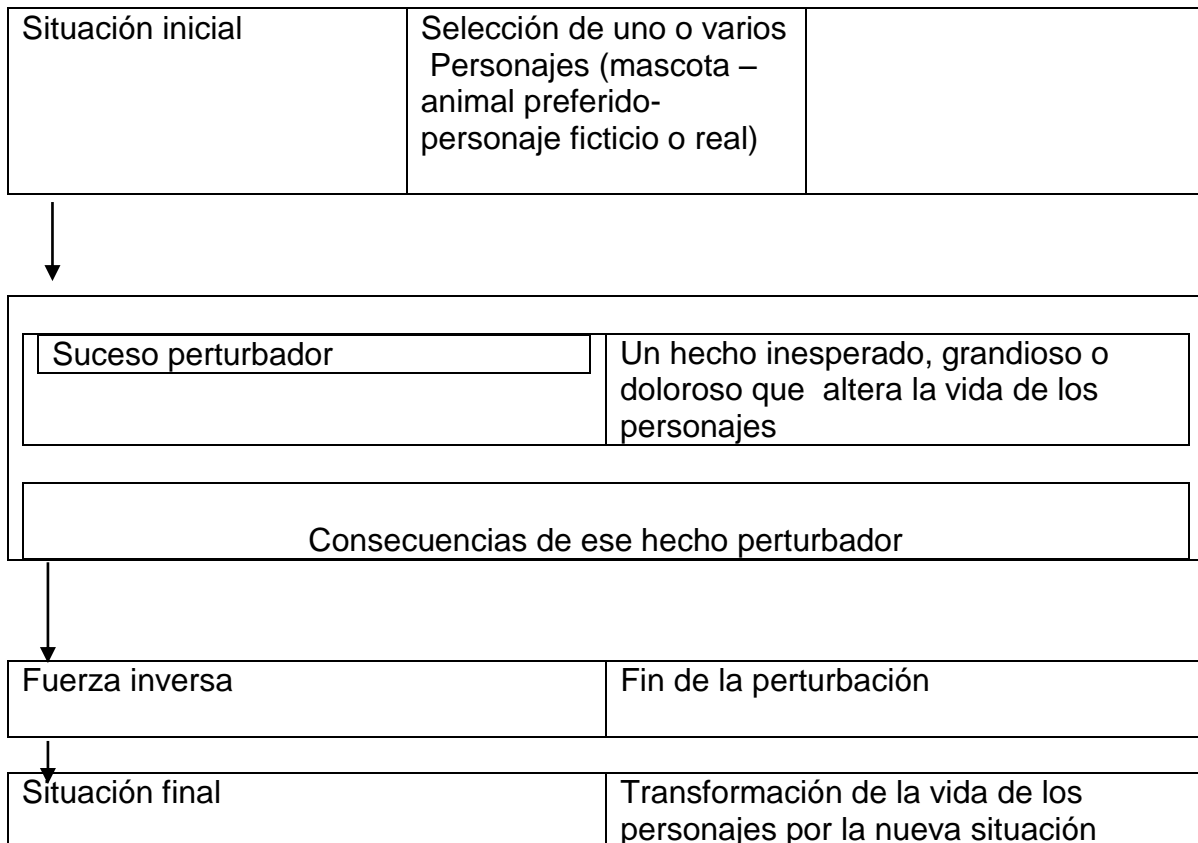 Situación inicial
Selección de uno o varios
Personajes (mascota –
animal preferido-
personaje ficticio o real)
Suceso perturbador
Un hecho inesperado, grandioso o
doloroso que altera la vida de los
personajes
Consecuencias de ese hecho perturbador
Fuerza inversa
Fin de la perturbación
Situación final
Transformación de la vida de los
personajes por la nueva situación